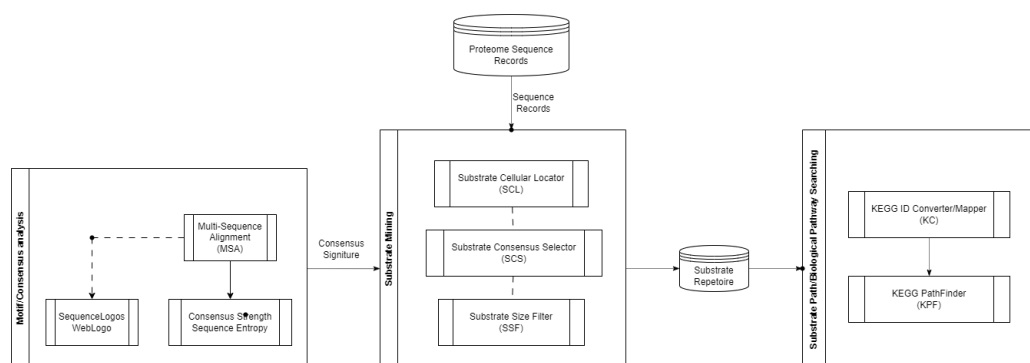 Proteome Sequence
Records
Sequence
Records
Motif/Consensus analysis
Multi-Sequence
Alignment
(MSA)
SequenceLogos
WebLogo
Consensus Strength
Sequence Entropy
Consensus
Signiture
Substrate Mining
Substrate Cellular Locator
(SCL)
Substrate Consensus Selector
(SCS)
Substrate Size Filter
(SSF)
Substrate
Repetoire
Substrate Path/Biological Pathway Searching
KEGG ID Converter/Mapper
(KC)
KEGG PathFinder
(KPF)